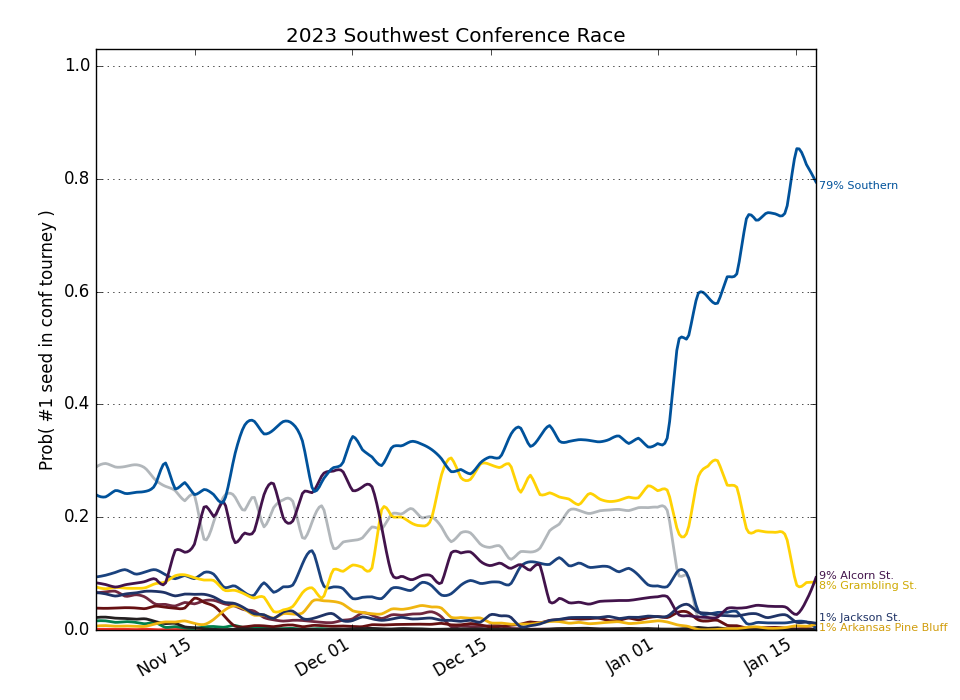 2023 Southwest Conference Race
Prob( #1 seed in conf tourney )
1.0
0.8
0.6
0.4
0.2
0.0
79% Southern
9% Alcorn St.
8% Grambling St.
1% Jackson St.
1% Arkansas Pine Bluff
Nov 15
Dec 01
Dec 15
Jan 01
Jan 15